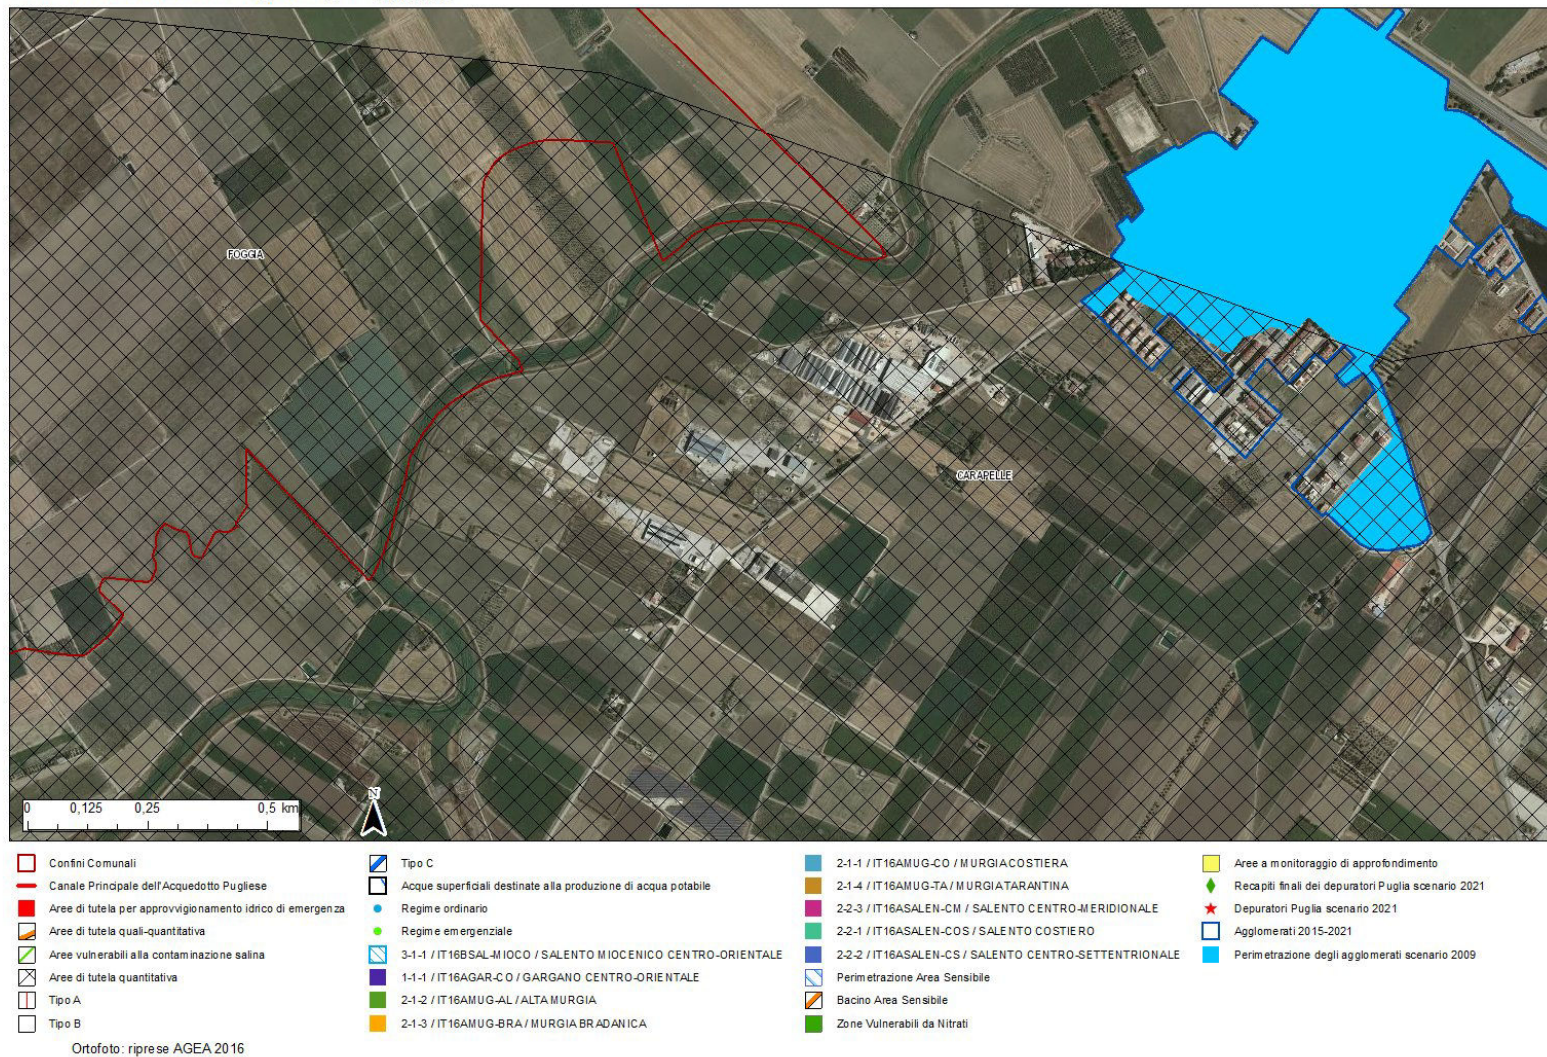 FOGGIA
CARAPELLE
0 0,125 0,25 0,5 km
N
Confini Comunali
Canale Principale dell'Acquedotto Pugliese
Aree di tutela per approvvigionamento idrico di emergenza
Aree di tutela quali-quantitativa
Aree vulnerabili alla contaminazione salina
Aree di tutela quantitativa
Tipo A
Tipo B
Tipo C
Acque superficiali destinate alla produzione di acqua potabile
Regime ordinario
Regime emergenziale
3-1-1 / IT16BSAL-MIOCO / SALENTO MIOCENICO CENTRO-ORIENTALE
1-1-1 / IT16AGAR-CO / GARGANO CENTRO-ORIENTALE
2-1-2 / IT16AMUG-AL / ALTA MURGIA
2-1-3 / IT16AMUG-BRA / MURGIA BRADANICA
2-1-1 / IT16AMUG-CO / MURGIA COSTIERA
2-1-4 / IT16AMUG-TA / MURGIA TARANTINA
2-2-3 / IT16ASALEN-CM / SALENTO CENTRO-MERIDIONALE
2-2-1 / IT16ASALEN-COS / SALENTO COSTIERO
2-2-2 / IT16ASALEN-CS / SALENTO CENTRO-SETTENTRIONALE
Perimetrazione Area Sensibile
Bacino Area Sensibile
Zone Vulnerabili da Nitrati
Aree a monitoraggio di approfondimento
Recapiti finali dei depuratori Puglia scenario 2021
Depuratori Puglia scenario 2021
Agglomerati 2015-2021
Perimetrazione degli agglomerati scenario 2009
Ortofoto: riprese AGEA 2016